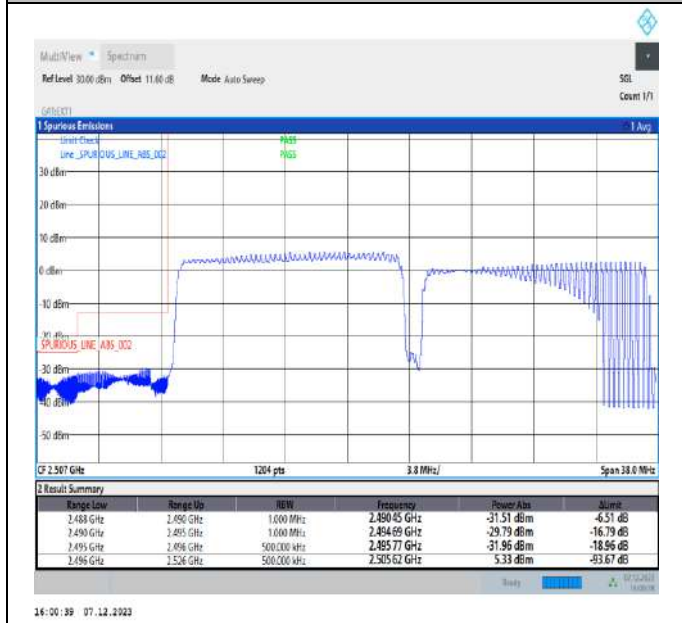 MultiView Spectrum
Ref Level 30.00 dBm Offset 11.60 dB Mode Auto Sweep SGL
Count 1/1
1 Spurious Emissions 1 Avg
Limit Check PASS
Line _SPURIOUS_LINE_ABS_002 PASS
30 dBm
20 dBm
10 dBm
0 dBm
-10 dBm
-20 dBm
_SPURIOUS_LINE_ABS_002
-30 dBm
-40 dBm
-50 dBm
CF 2.507 GHz 1204 pts 3.8 MHz/ Span 38.0 MHz
2 Result Summary
Range Low Range Up RBW Frequency Power Abs ΔLimit
2.488 GHz 2.490 GHz 1.000 MHz 2.49045 GHz -31.51 dBm -6.51 dB
2.490 GHz 2.495 GHz 1.000 MHz 2.49469 GHz -29.79 dBm -16.79 dB
2.495 GHz 2.496 GHz 500.000 kHz 2.49577 GHz -31.96 dBm -18.96 dB
2.496 GHz 2.526 GHz 500.000 kHz 2.50562 GHz 5.33 dBm -93.67 dB
Ready 07.12.2023
16:00:39 07.12.2023